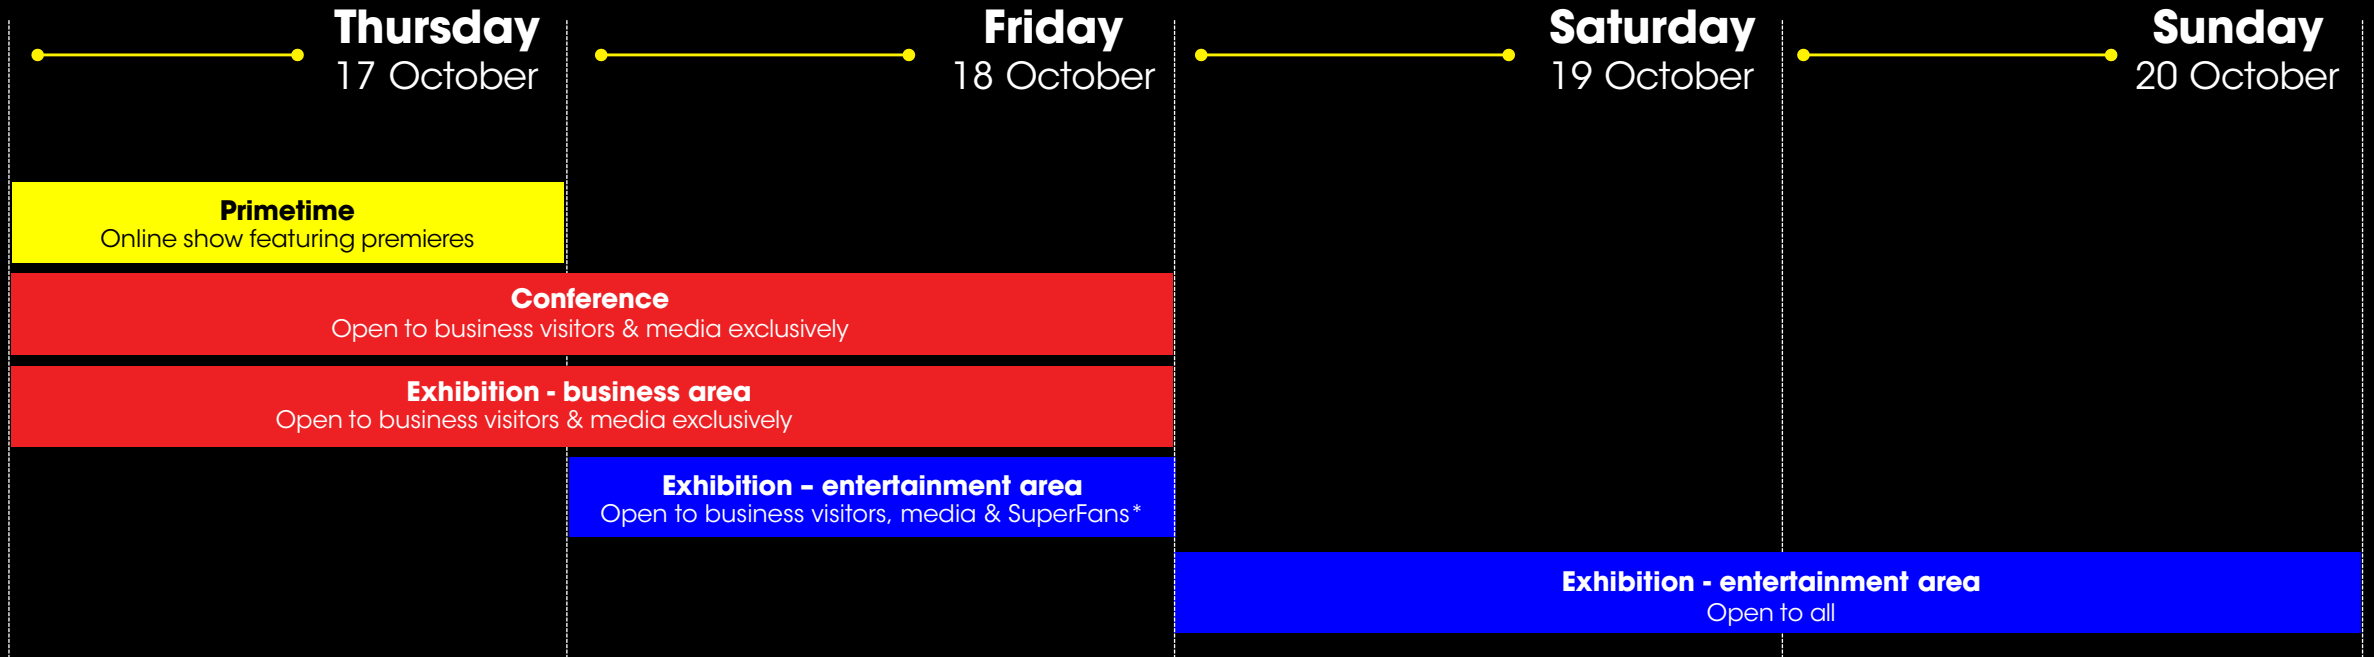 Thursday
17 October
Friday
18 October
Saturday
19 October
Sunday
20 October
Primetime
Online show featuring premieres
Conference
Open to business visitors & media exclusively
Exhibition - business area
Open to business visitors & media exclusively
Exhibition – entertainment area
Open to business visitors, media & SuperFans*
Exhibition - entertainment area
Open to all